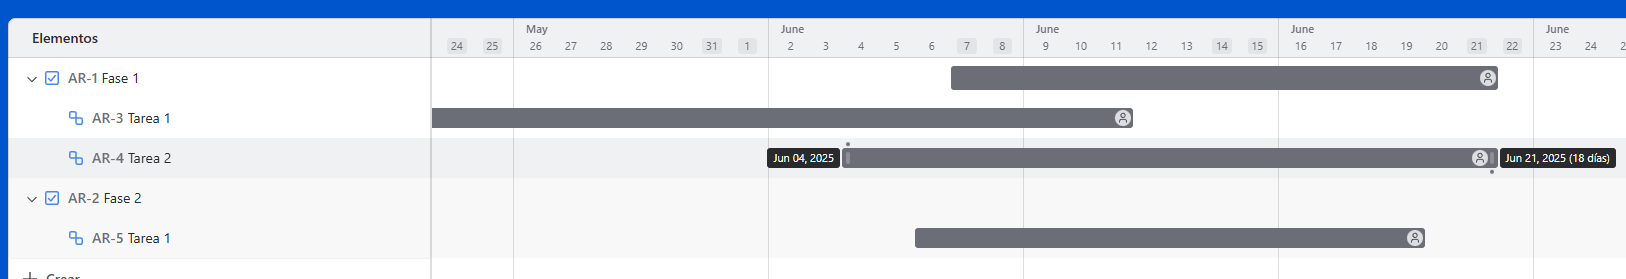 Elementos
May June June June June
24 25 26 27 28 29 30 31 1 2 3 4 5 6 7 8 9 10 11 12 13 14 15 16 17 18 19 20 21 22 23 24
AR-1 Fase 1
AR-3 Tarea 1
AR-4 Tarea 2 Jun 04, 2025 Jun 21, 2025 (18 días)
AR-2 Fase 2
AR-5 Tarea 1
Crear